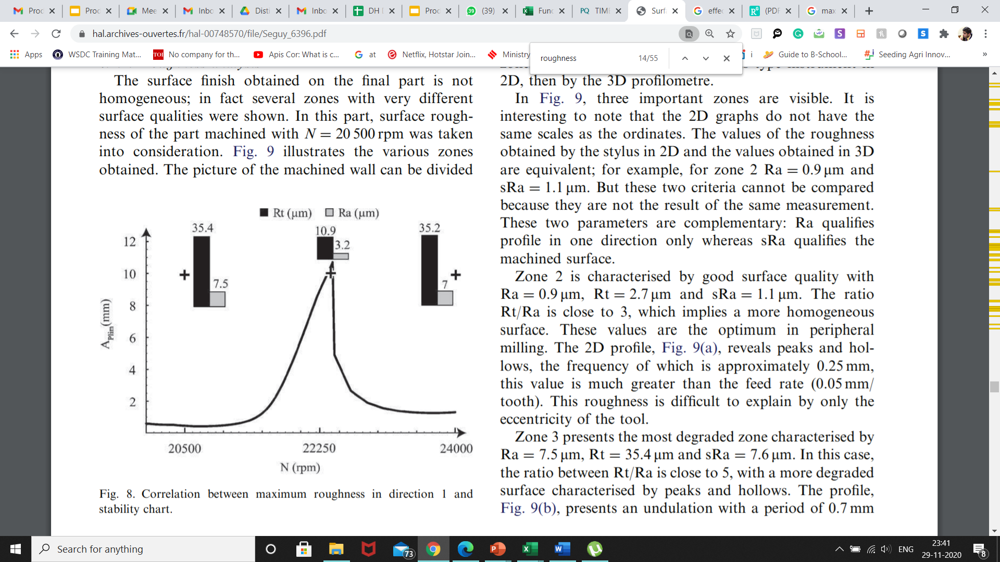 Proc
Proc
Mee
Inbo
Disti
Inbo
DH
Proc
(39)
Func
PQ TIME
Surf
effec
(PDF
max
hal.archives-ouvertes.fr/hal-00748570/file/Seguy_6396.pdf
Apps
WSDC Training Mat...
No company for th...
Apis Cor: What is c...
at
Netflix, Hotstar Join...
Ministry
i
Guide to B-School...
Seeding Agri Innov...
»
roughness 14/55
The surface finish obtained on the final part is not
homogeneous; in fact several zones with very different
surface qualities were shown. In this part, surface rough-
ness of the part machined with N = 20 500 rpm was taken
into consideration. Fig. 9 illustrates the various zones
obtained. The picture of the machined wall can be divided
Rt (μm) Ra (μm)
35.4
10.9
35.2
3.2
7.5
7
12
10
8
6
4
2
APlim(mm)
20500 22250 24000
N (rpm)
Fig. 8. Correlation between maximum roughness in direction 1 and
stability chart.
2D, then by the 3D profilometre.
In Fig. 9, three important zones are visible. It is
interesting to note that the 2D graphs do not have the
same scales as the ordinates. The values of the roughness
obtained by the stylus in 2D and the values obtained in 3D
are equivalent; for example, for zone 2 Ra = 0.9 μm and
sRa = 1.1 μm. But these two criteria cannot be compared
because they are not the result of the same measurement.
These two parameters are complementary: Ra qualifies
profile in one direction only whereas sRa qualifies the
machined surface.
Zone 2 is characterised by good surface quality with
Ra = 0.9 μm, Rt = 2.7 μm and sRa = 1.1 μm. The ratio
Rt/Ra is close to 3, which implies a more homogeneous
surface. These values are the optimum in peripheral
milling. The 2D profile, Fig. 9(a), reveals peaks and hol-
lows, the frequency of which is approximately 0.25 mm,
this value is much greater than the feed rate (0.05 mm/
tooth). This roughness is difficult to explain by only the
eccentricity of the tool.
Zone 3 presents the most degraded zone characterised by
Ra = 7.5 μm, Rt = 35.4 μm and sRa = 7.6 μm. In this case,
the ratio between Rt/Ra is close to 5, with a more degraded
surface characterised by peaks and hollows. The profile,
Fig. 9(b), presents an undulation with a period of 0.7 mm
Search for anything
73
ENG
23:41
29-11-2020
8